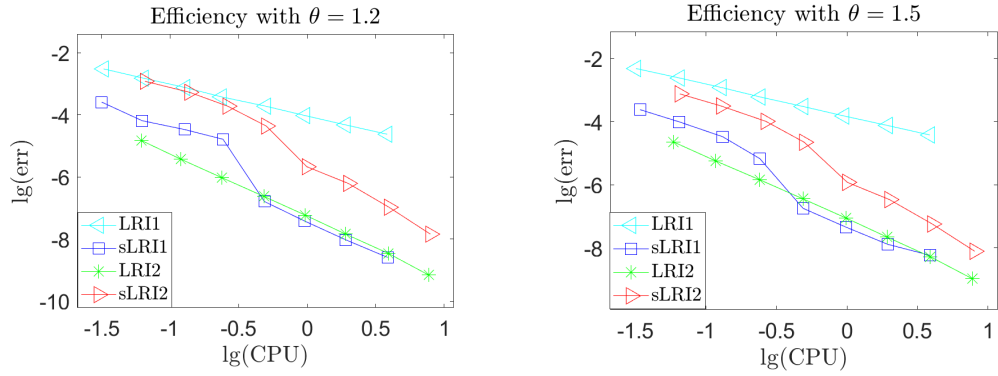 Efficiency with θ = 1.2
lg(err)
-2
-4
-6
-8
-10
LRI1
sLRI1
LRI2
sLRI2
-1.5 -1 -0.5 0 0.5 1
lg(CPU)
Efficiency with θ = 1.5
lg(err)
-2
-4
-6
-8
LRI1
sLRI1
LRI2
sLRI2
-1.5 -1 -0.5 0 0.5 1
lg(CPU)